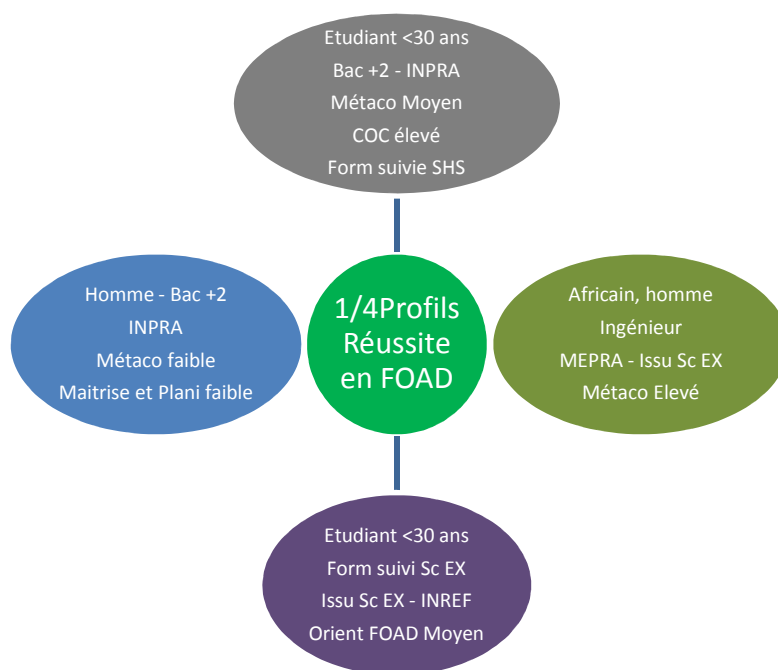 Etudiant <30 ans
Bac +2 - INPRA
Métaco Moyen
COC élevé
Form suivie SHS
Homme - Bac +2
INPRA
Métaco faible
Maitrise et Plani faible
1/4Profils
Réussite
en FOAD
Africain, homme
Ingénieur
MEPRA - Issu Sc EX
Métaco Elevé
Etudiant <30 ans
Form suivi Sc EX
Issu Sc EX - INREF
Orient FOAD Moyen